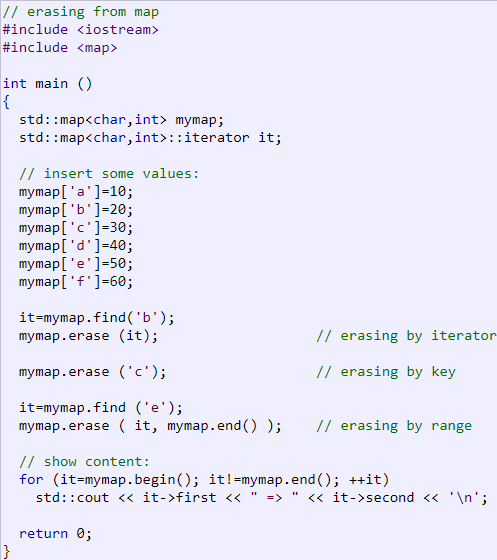 // erasing from map
#include <iostream>
#include <map>

int main ()
{
  std::map<char,int> mymap;
  std::map<char,int>::iterator it;

  // insert some values:
  mymap['a']=10;
  mymap['b']=20;
  mymap['c']=30;
  mymap['d']=40;
  mymap['e']=50;
  mymap['f']=60;

  it=mymap.find('b');
  mymap.erase (it);                   // erasing by iterator

  mymap.erase ('c');                  // erasing by key

  it=mymap.find ('e');
  mymap.erase ( it, mymap.end() );    // erasing by range

  // show content:
  for (it=mymap.begin(); it!=mymap.end(); ++it)
    std::cout << it->first << " => " << it->second << '\n';

  return 0;
}